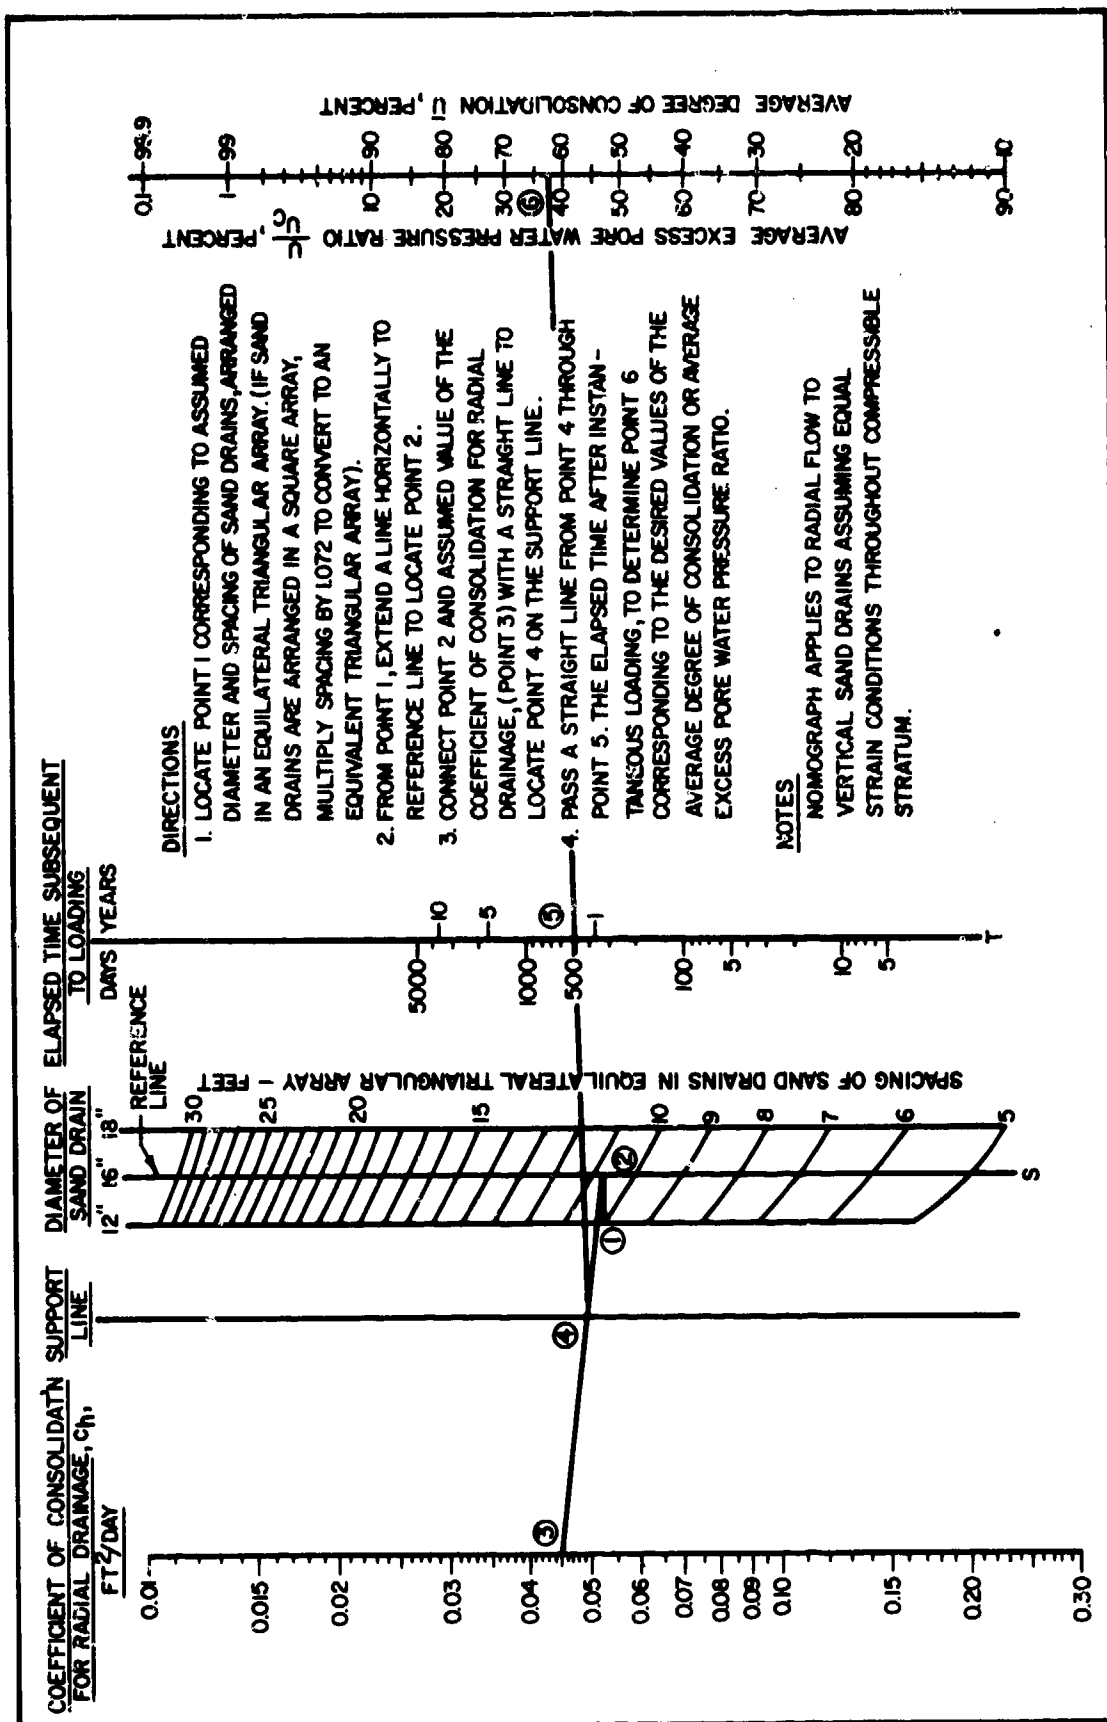 COEFFICIENT OF CONSOLIDAT'N
FOR RADIAL DRAINAGE, Ch,
FT²/DAY
SUPPORT
LINE
DIAMETER OF
SAND DRAIN
12" 16" 18"
REFERENCE
LINE
ELAPSED TIME SUBSEQUENT
TO LOADING
DAYS YEARS
0.01
0.015
0.02
0.03
0.04
0.05
0.06
0.07
0.08
0.09
0.10
0.15
0.20
0.30
③
④
①
②
30
25
20
15
10
9
8
7
6
5
S
SPACING OF SAND DRAINS IN EQUILATERAL TRIANGULAR ARRAY - FEET
5000
1000
500
100
5
10
5
10
5
1
⑤
T
DIRECTIONS
1. LOCATE POINT 1 CORRESPONDING TO ASSUMED
DIAMETER AND SPACING OF SAND DRAINS, ARRANGED
IN AN EQUILATERAL TRIANGULAR ARRAY. (IF SAND
DRAINS ARE ARRANGED IN A SQUARE ARRAY,
MULTIPLY SPACING BY 1.072 TO CONVERT TO AN
EQUIVALENT TRIANGULAR ARRAY).
2. FROM POINT 1, EXTEND A LINE HORIZONTALLY TO
REFERENCE LINE TO LOCATE POINT 2.
3. CONNECT POINT 2 AND ASSUMED VALUE OF THE
COEFFICIENT OF CONSOLIDATION FOR RADIAL
DRAINAGE, (POINT 3) WITH A STRAIGHT LINE TO
LOCATE POINT 4 ON THE SUPPORT LINE.
4. PASS A STRAIGHT LINE FROM POINT 4 THROUGH
POINT 5. THE ELAPSED TIME AFTER INSTAN-
TANEOUS LOADING, TO DETERMINE POINT 6
CORRESPONDING TO THE DESIRED VALUES OF THE
AVERAGE DEGREE OF CONSOLIDATION OR AVERAGE
EXCESS PORE WATER PRESSURE RATIO.
NOTES
NOMOGRAPH APPLIES TO RADIAL FLOW TO
VERTICAL SAND DRAINS ASSUMING EQUAL
STRAIN CONDITIONS THROUGHOUT COMPRESSIBLE
STRATUM.
AVERAGE EXCESS PORE WATER PRESSURE RATIO U/Uc, PERCENT
⑥
0.1 99.9
1 99
10 90
20 80
30 70
40 60
50 50
60 40
70 30
80 20
90 10
AVERAGE DEGREE OF CONSOLIDATION U, PERCENT